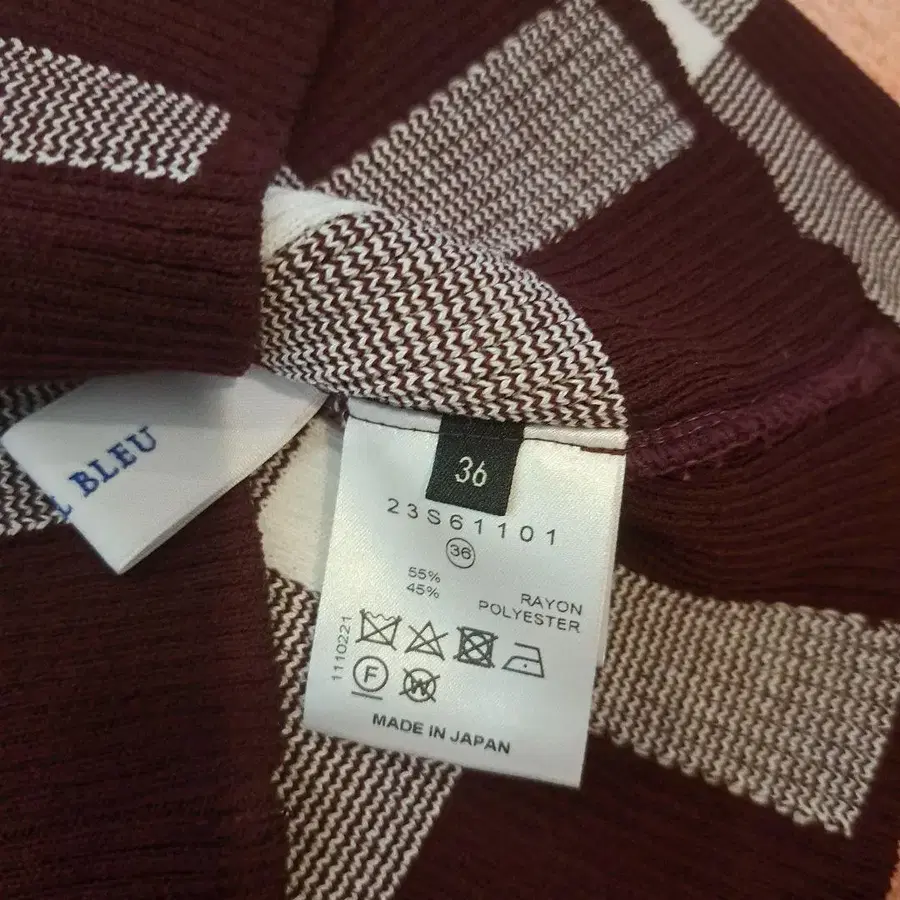 BLEU
36
23S61101
36
55% RAYON
45% POLYESTER
1110221
F
W
MADE IN JAPAN